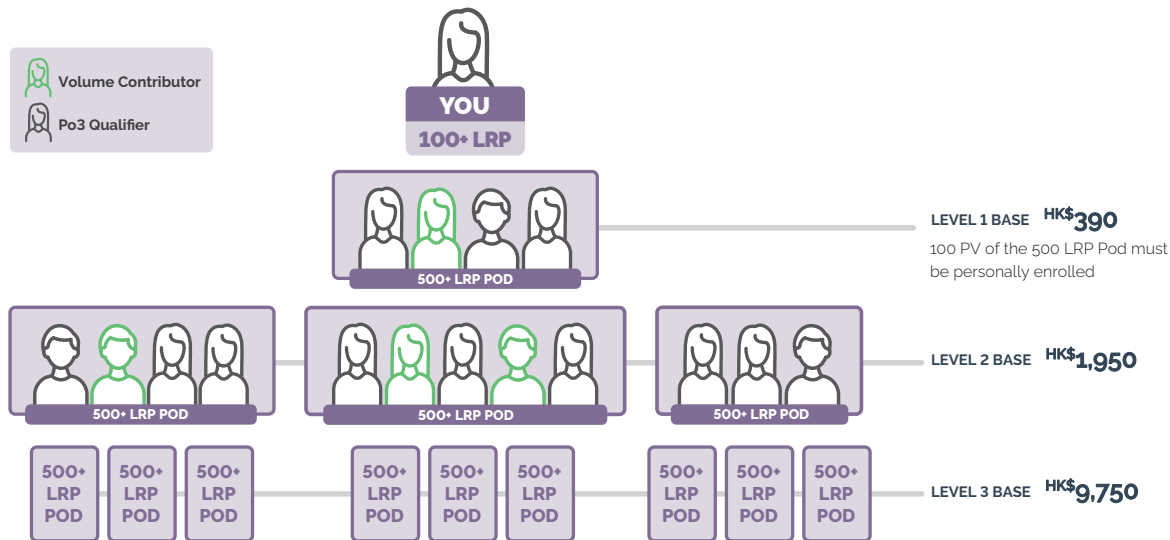 Volume Contributor
Po3 Qualifier
YOU
100+ LRP
500+ LRP POD
LEVEL 1 BASE HK$390
100 PV of the 500 LRP Pod must
be personally enrolled
500+ LRP POD
500+ LRP POD
500+ LRP POD
LEVEL 2 BASE HK$1,950
500+
LRP
POD
500+
LRP
POD
500+
LRP
POD
500+
LRP
POD
500+
LRP
POD
500+
LRP
POD
500+
LRP
POD
500+
LRP
POD
500+
LRP
POD
LEVEL 3 BASE HK$9,750